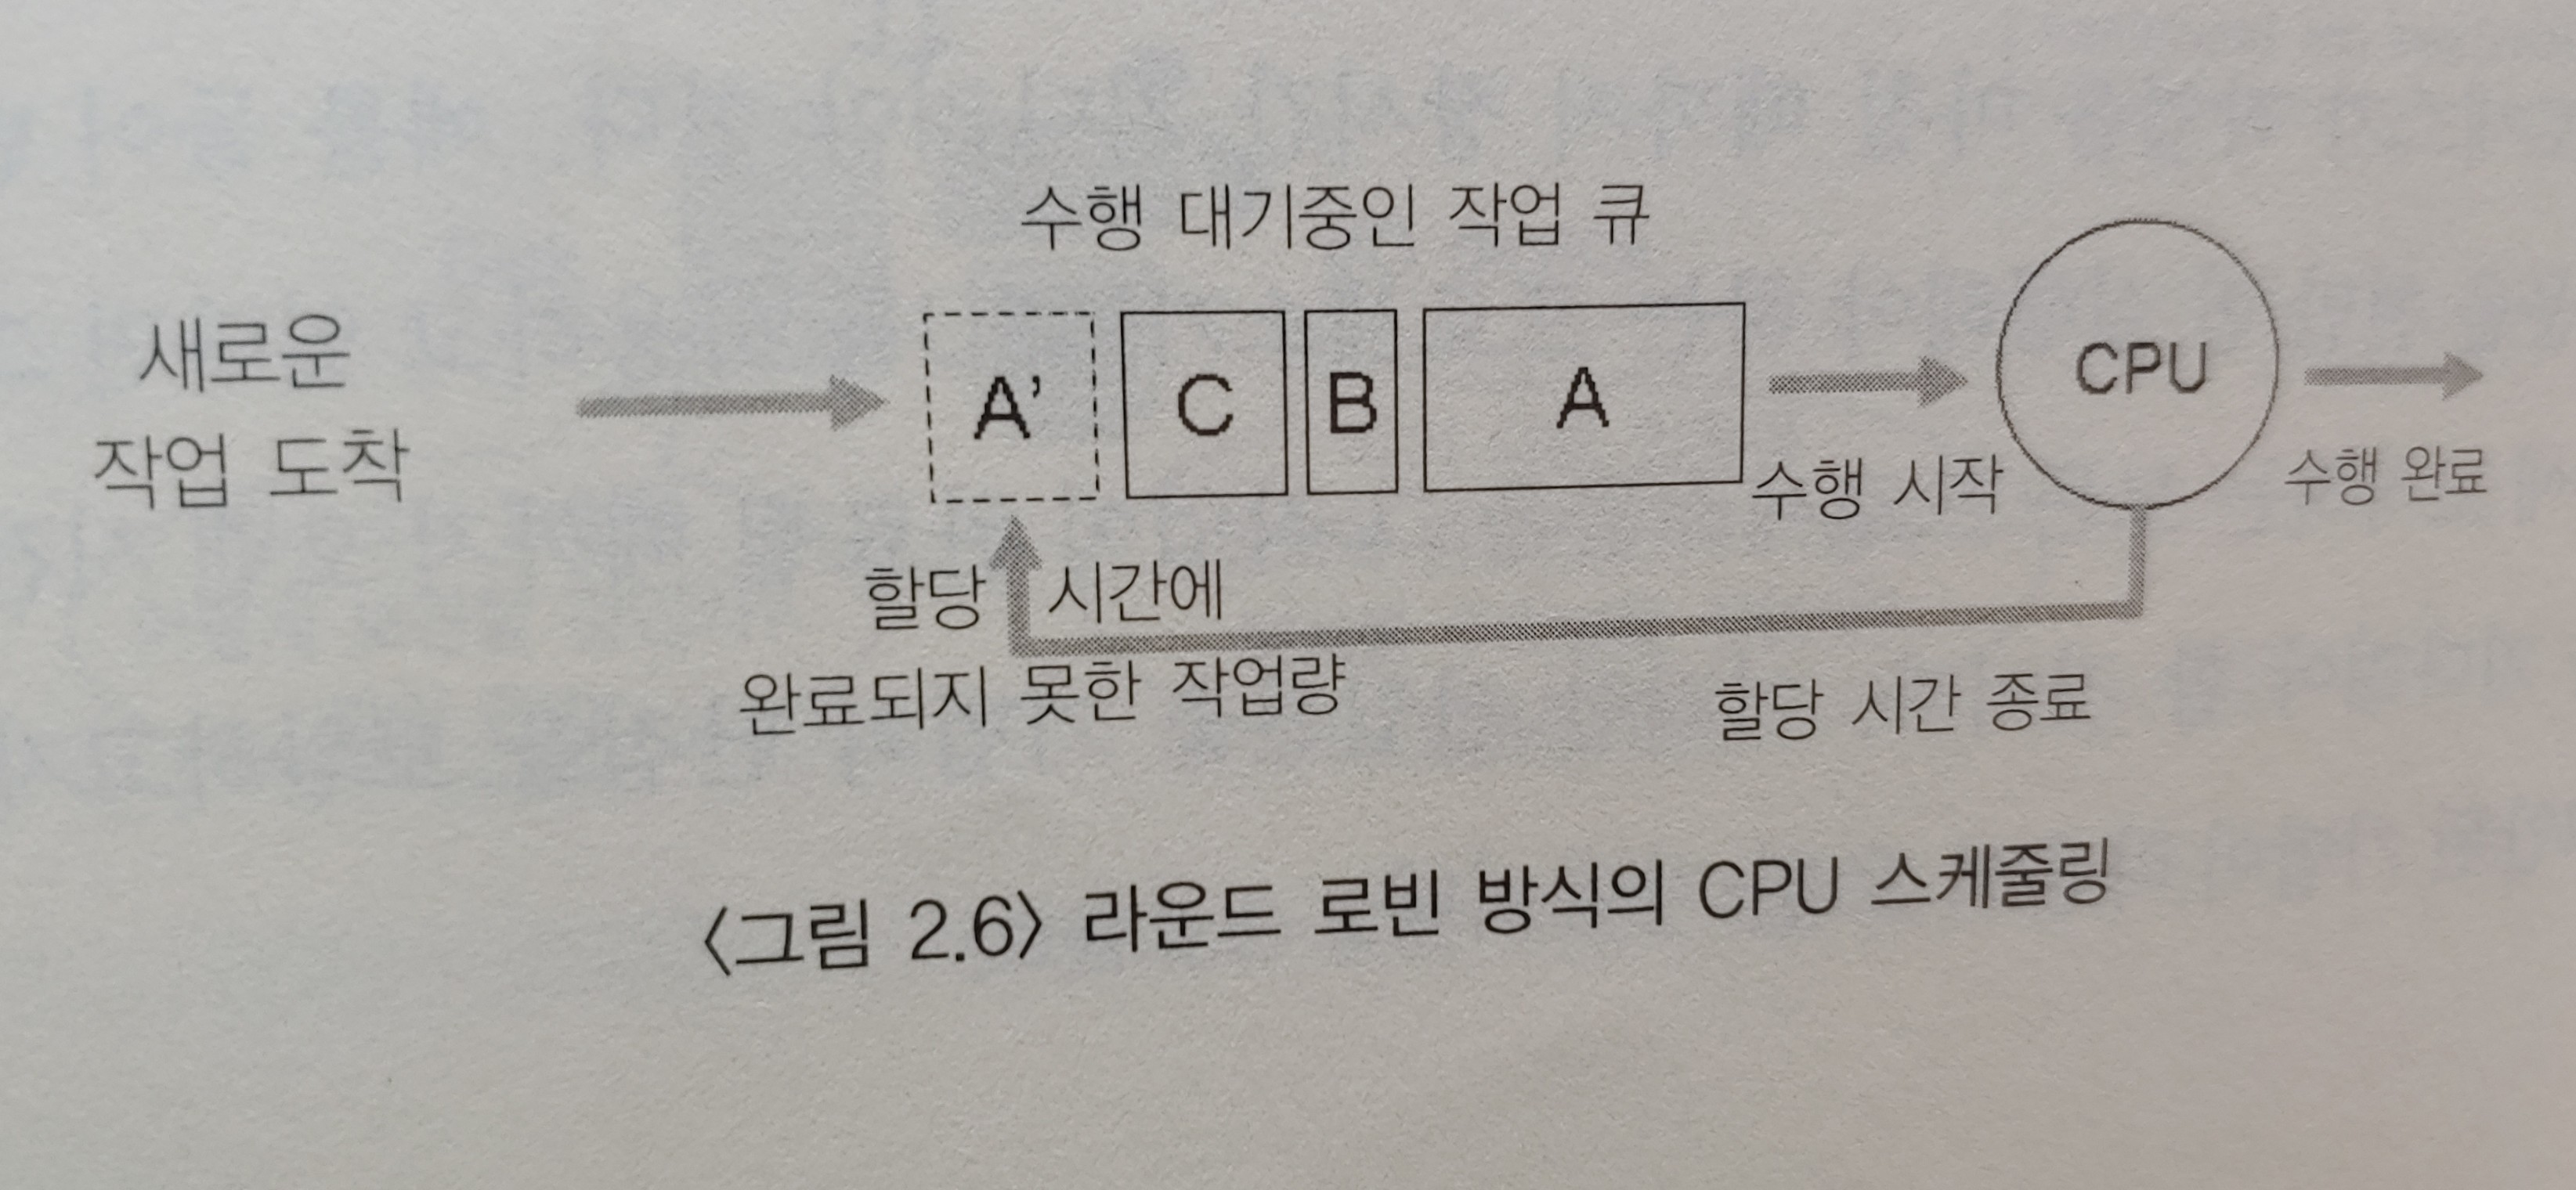 수행 대기중인 작업 큐
새로운
작업 도착
A' C B A
CPU
수행 시작
수행 완료
할당 시간에
완료되지 못한 작업량
할당 시간 종료
〈그림 2.6〉 라운드 로빈 방식의 CPU 스케줄링